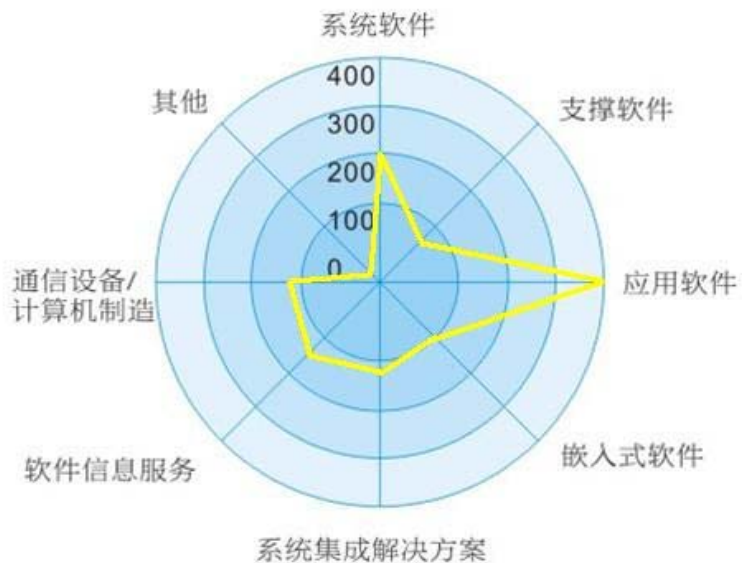 系统软件
400
其他
支撑软件
300
200
100
0
通信设备/
计算机制造
应用软件
软件信息服务
嵌入式软件
系统集成解决方案